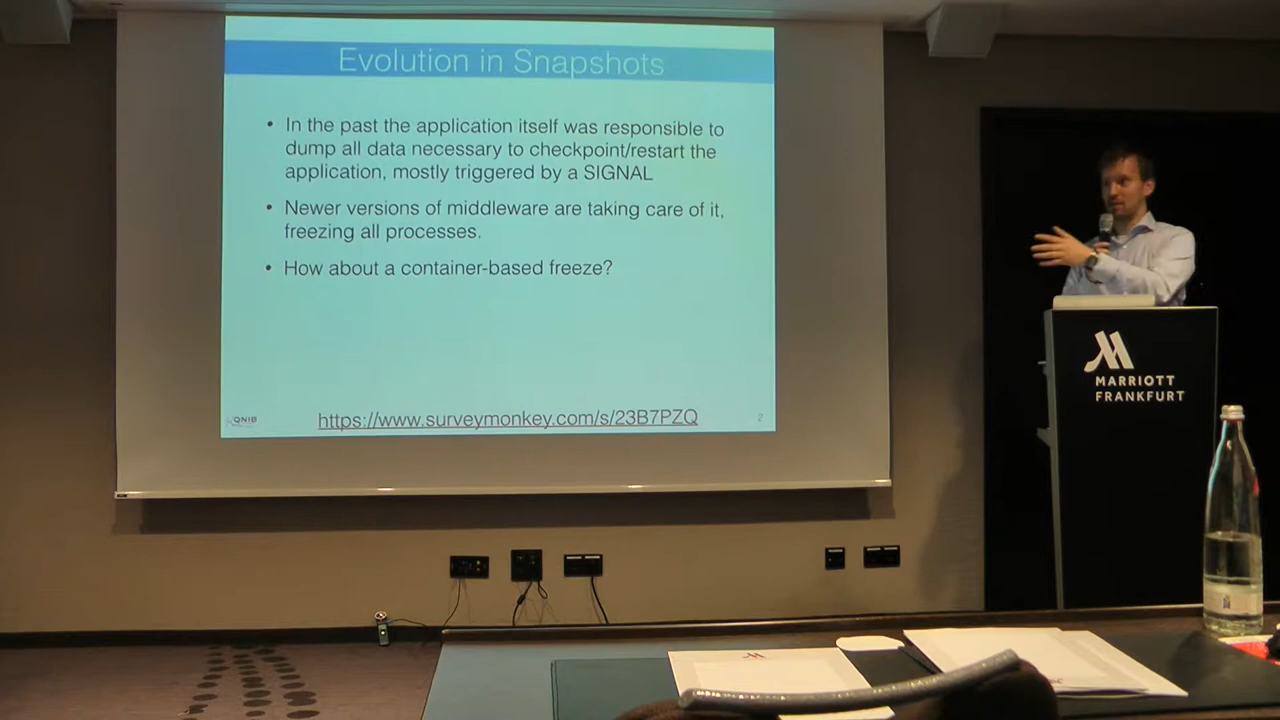 Evolution in Snapshots
• In the past the application itself was responsible to
dump all data necessary to checkpoint/restart the
application, mostly triggered by a SIGNAL
• Newer versions of middleware are taking care of it,
freezing all processes.
• How about a container-based freeze?
QNIB
https://www.surveymonkey.com/s/23B7PZQ
2
MARRIOTT
FRANKFURT